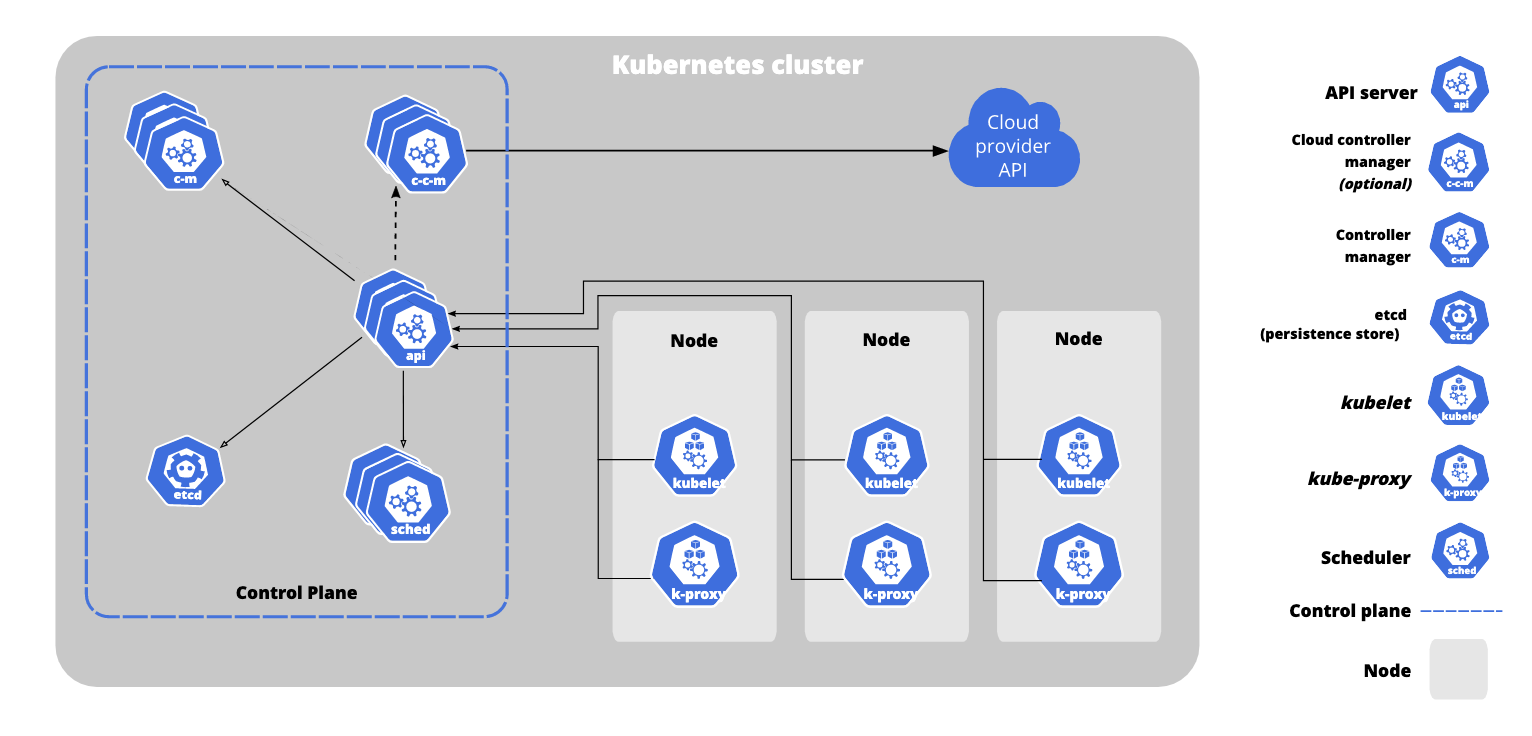 Kubernetes cluster
c-m
c-c-m
Cloud
provider
API
api
etcd
sched
Control Plane
Node
Node
Node
kubelet
kubelet
kubelet
k-proxy
k-proxy
k-proxy
API server
api
Cloud controller
manager
(optional)
c-c-m
Controller
manager
c-m
etcd
(persistence store)
etcd
kubelet
kubelet
kube-proxy
k-proxy
Scheduler
sched
Control plane
Node